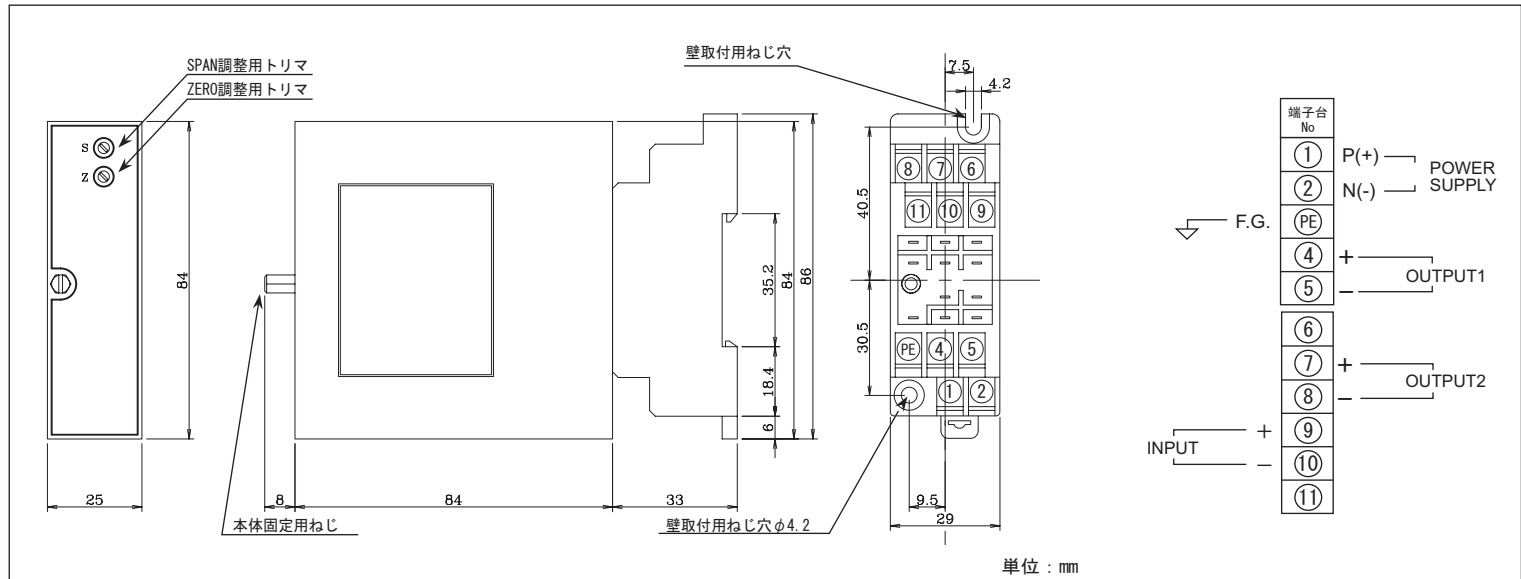 SPAN調整用トリマ
ZERO調整用トリマ
S
Z
84
25
8
84
33
本体固定用ねじ
35.2
84
86
18.4
6
壁取付用ねじ穴
7.5
4.2
40.5
30.5
⑧ ⑦ ⑥
⑪ ⑩ ⑨
PE ④ ⑤
① ②
9.5
29
壁取付用ねじ穴φ4.2
単位：mm
端子台
No
① P(+)
② N(-)
POWER
SUPPLY
F.G. PE
④ +
⑤ −
OUTPUT1
⑥
⑦ +
⑧ −
OUTPUT2
INPUT
+ ⑨
− ⑩
⑪